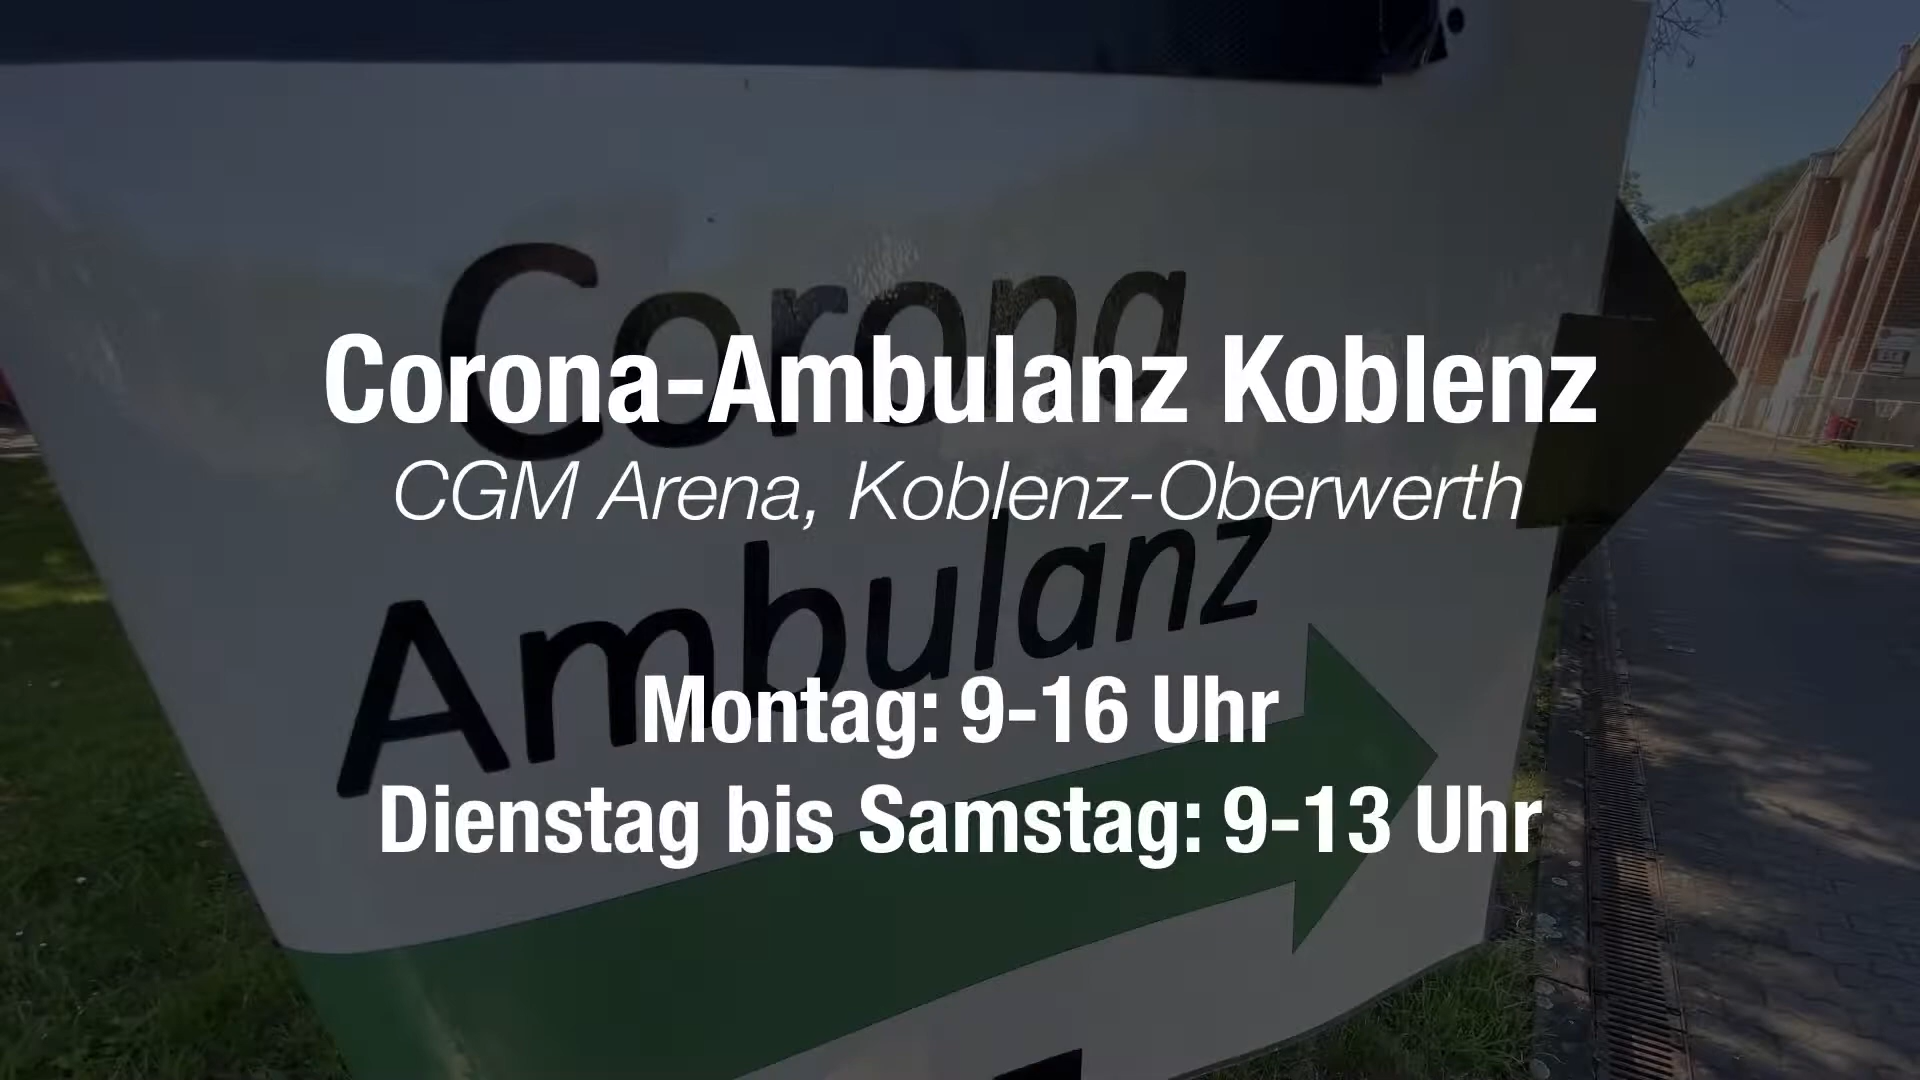 Corona-Ambulanz Koblenz
CGM Arena, Koblenz-Oberwerth
Montag: 9-16 Uhr
Dienstag bis Samstag: 9-13 Uhr
Corona
Ambulanz